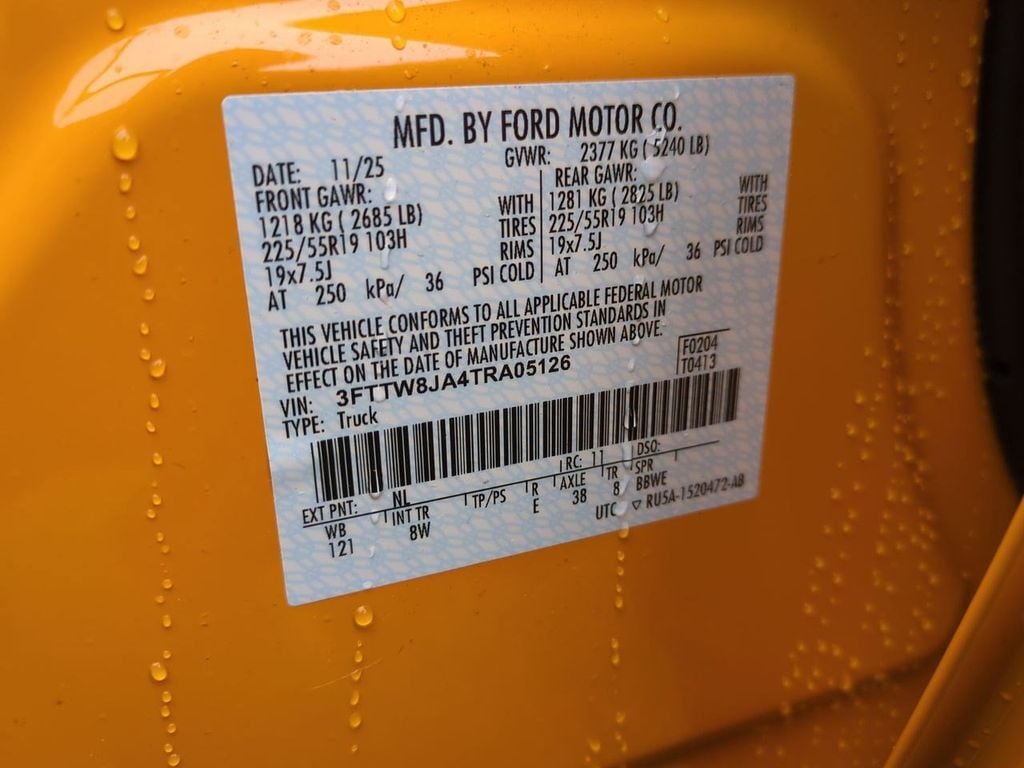 MFD. BY FORD MOTOR CO.
DATE: 11/25 GVWR: 2377 KG ( 5240 LB)
FRONT GAWR: REAR GAWR:
1218 KG ( 2685 LB) WITH 1281 KG ( 2825 LB) WITH
225/55R19 103H TIRES 225/55R19 103H TIRES
19x7.5J RIMS 19x7.5J RIMS
AT 250 kPa/ 36 PSI COLD AT 250 kPa/ 36 PSI COLD
THIS VEHICLE CONFORMS TO ALL APPLICABLE FEDERAL MOTOR
VEHICLE SAFETY AND THEFT PREVENTION STANDARDS IN
EFFECT ON THE DATE OF MANUFACTURE SHOWN ABOVE.
VIN: 3FTTW8JA4TRA05126 F0204
TYPE: Truck T0413
EXT PNT: NL RC: 11 DSO:
WB INT TR TP/PS R AXLE TR SPR
121 8W E 38 8 BBWE
UTC ▽ RU5A-1520472-AB